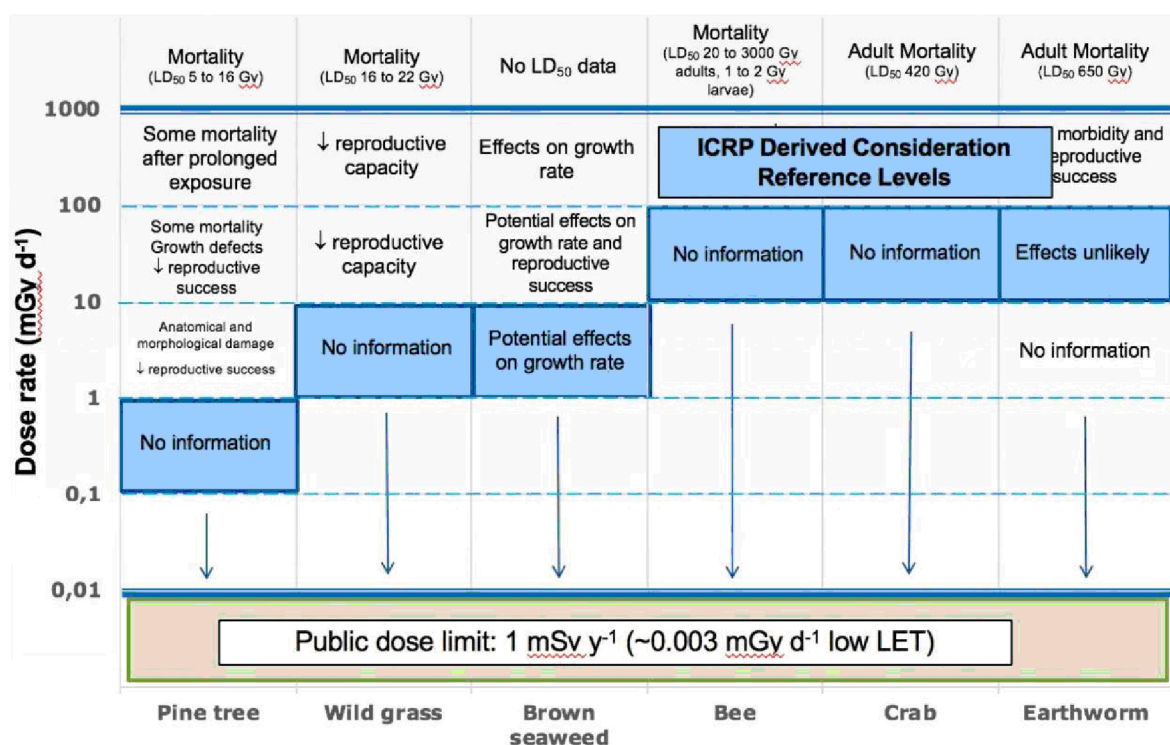 Mortality
(LD₅₀ 5 to 16 Gy)
Mortality
(LD₅₀ 16 to 22 Gy)
No LD₅₀ data
Mortality
(LD₅₀ 20 to 3000 Gy
adults, 1 to 2 Gy
larvae)
Adult Mortality
(LD₅₀ 420 Gy)
Adult Mortality
(LD₅₀ 650 Gy)
1000
Some mortality
after prolonged
exposure
↓ reproductive
capacity
Effects on growth
rate
ICRP Derived Consideration
Reference Levels
morbidity and
eproductive
success
100
Some mortality
Growth defects
↓ reproductive
success
↓ reproductive
capacity
Potential effects on
growth rate and
reproductive
success
No information
No information
Effects unlikely
10
Anatomical and
morphological damage
↓ reproductive success
No information
Potential effects
on growth rate
No information
1
No information
0,1
0,01
Dose rate (mGy d⁻¹)
Public dose limit: 1 mSv y⁻¹ (~0.003 mGy d⁻¹ low LET)
Pine tree
Wild grass
Brown
seaweed
Bee
Crab
Earthworm